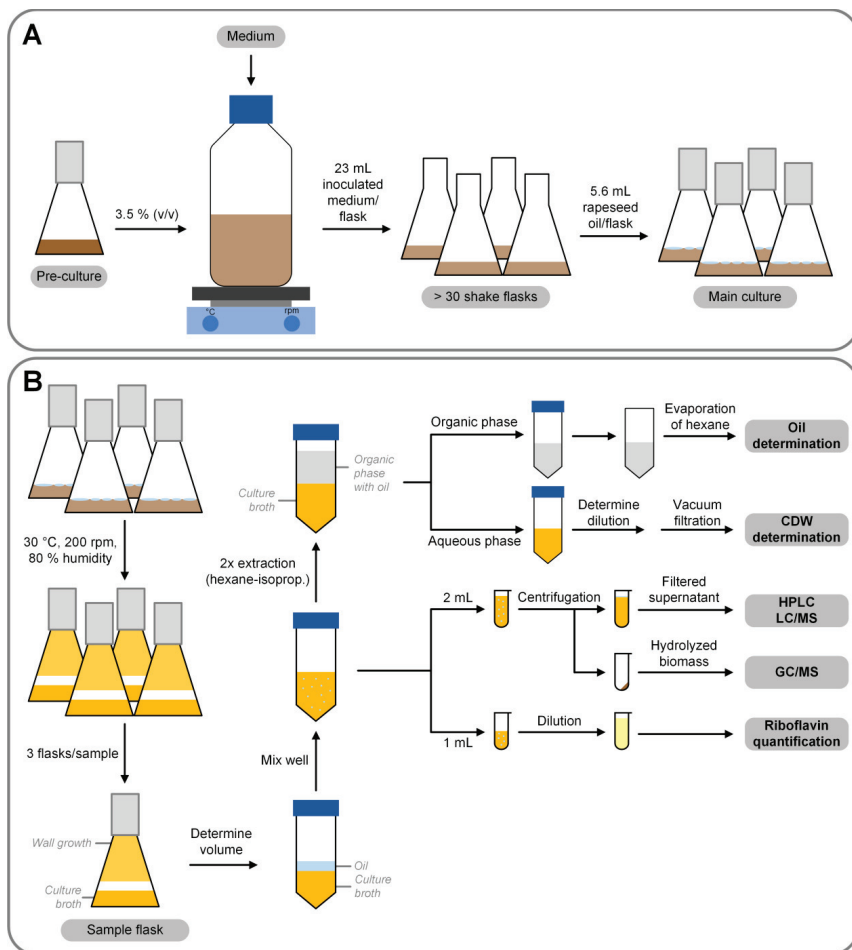 A
Medium
Pre-culture
3.5 % (v/v)
°C
rpm
23 mL
inoculated
medium/
flask
> 30 shake flasks
5.6 mL
rapeseed
oil/flask
Main culture
B
30 °C, 200 rpm,
80 % humidity
3 flasks/sample
Wall growth
Culture
broth
Sample flask
Determine
volume
Oil
Culture
broth
Mix well
2x extraction
(hexane-isoprop.)
Culture
broth
Organic
phase
with oil
Organic phase
Evaporation
of hexane
Oil
determination
Aqueous phase
Determine
dilution
Vacuum
filtration
CDW
determination
2 mL
Centrifugation
Filtered
supernatant
HPLC
LC/MS
Hydrolyzed
biomass
GC/MS
1 mL
Dilution
Riboflavin
quantification